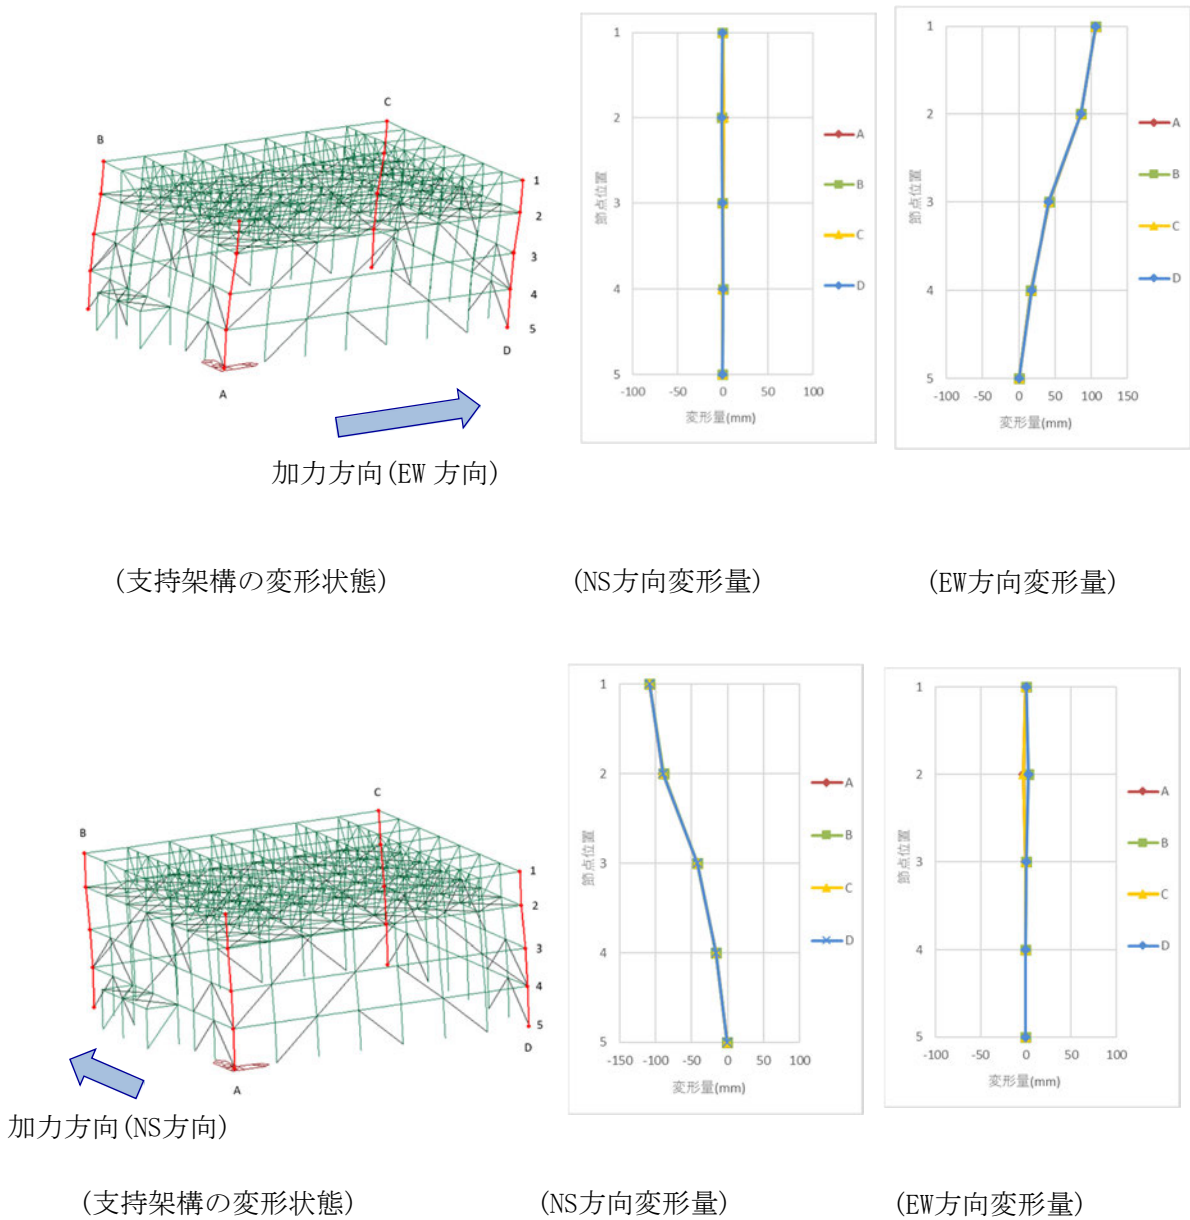 C
B
1
2
3
4
5
D
A
加力方向(EW 方向)
1
2
3
4
5
節点位置
-100 -50 0 50 100
変形量(mm)
A
B
C
D
1
2
3
4
5
節点位置
-100 -50 0 50 100 150
変形量(mm)
A
B
C
D
(支持架構の変形状態) (NS方向変形量) (EW方向変形量)
C
B
1
2
3
4
5
D
A
加力方向(NS方向)
1
2
3
4
5
節点位置
-150 -100 -50 0 50 100
変形量(mm)
A
B
C
D
1
2
3
4
5
節点位置
-100 -50 0 50 100
変形量(mm)
A
B
C
D
(支持架構の変形状態) (NS方向変形量) (EW方向変形量)